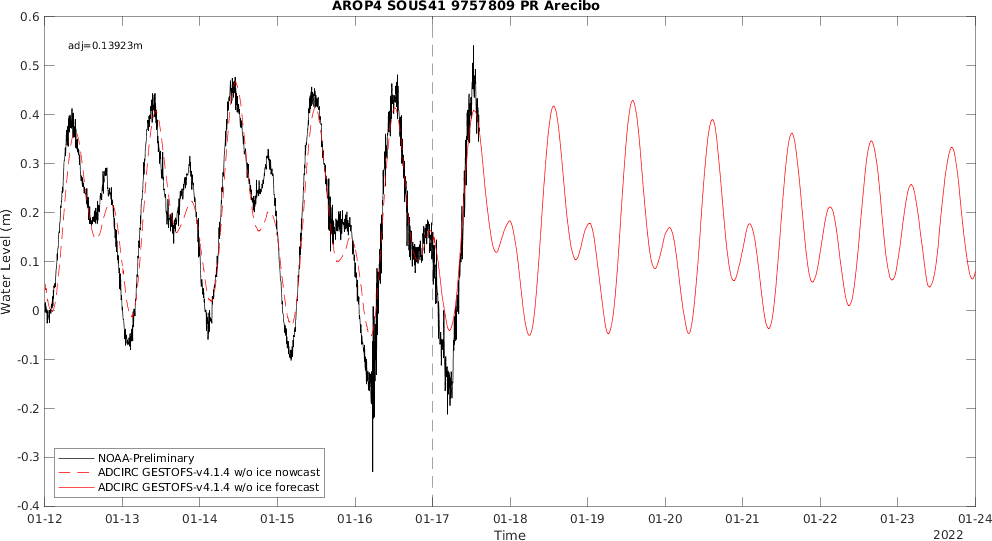 AROP4 SOUS41 9757809 PR Arecibo
adj=0.13923m
0.6
0.5
0.4
0.3
0.2
0.1
0
-0.1
-0.2
-0.3
-0.4
Water Level (m)
NOAA-Preliminary
ADCIRC GESTOFS-v4.1.4 w/o ice nowcast
ADCIRC GESTOFS-v4.1.4 w/o ice forecast
01-12 01-13 01-14 01-15 01-16 01-17 01-18 01-19 01-20 01-21 01-22 01-23 01-24
Time
2022